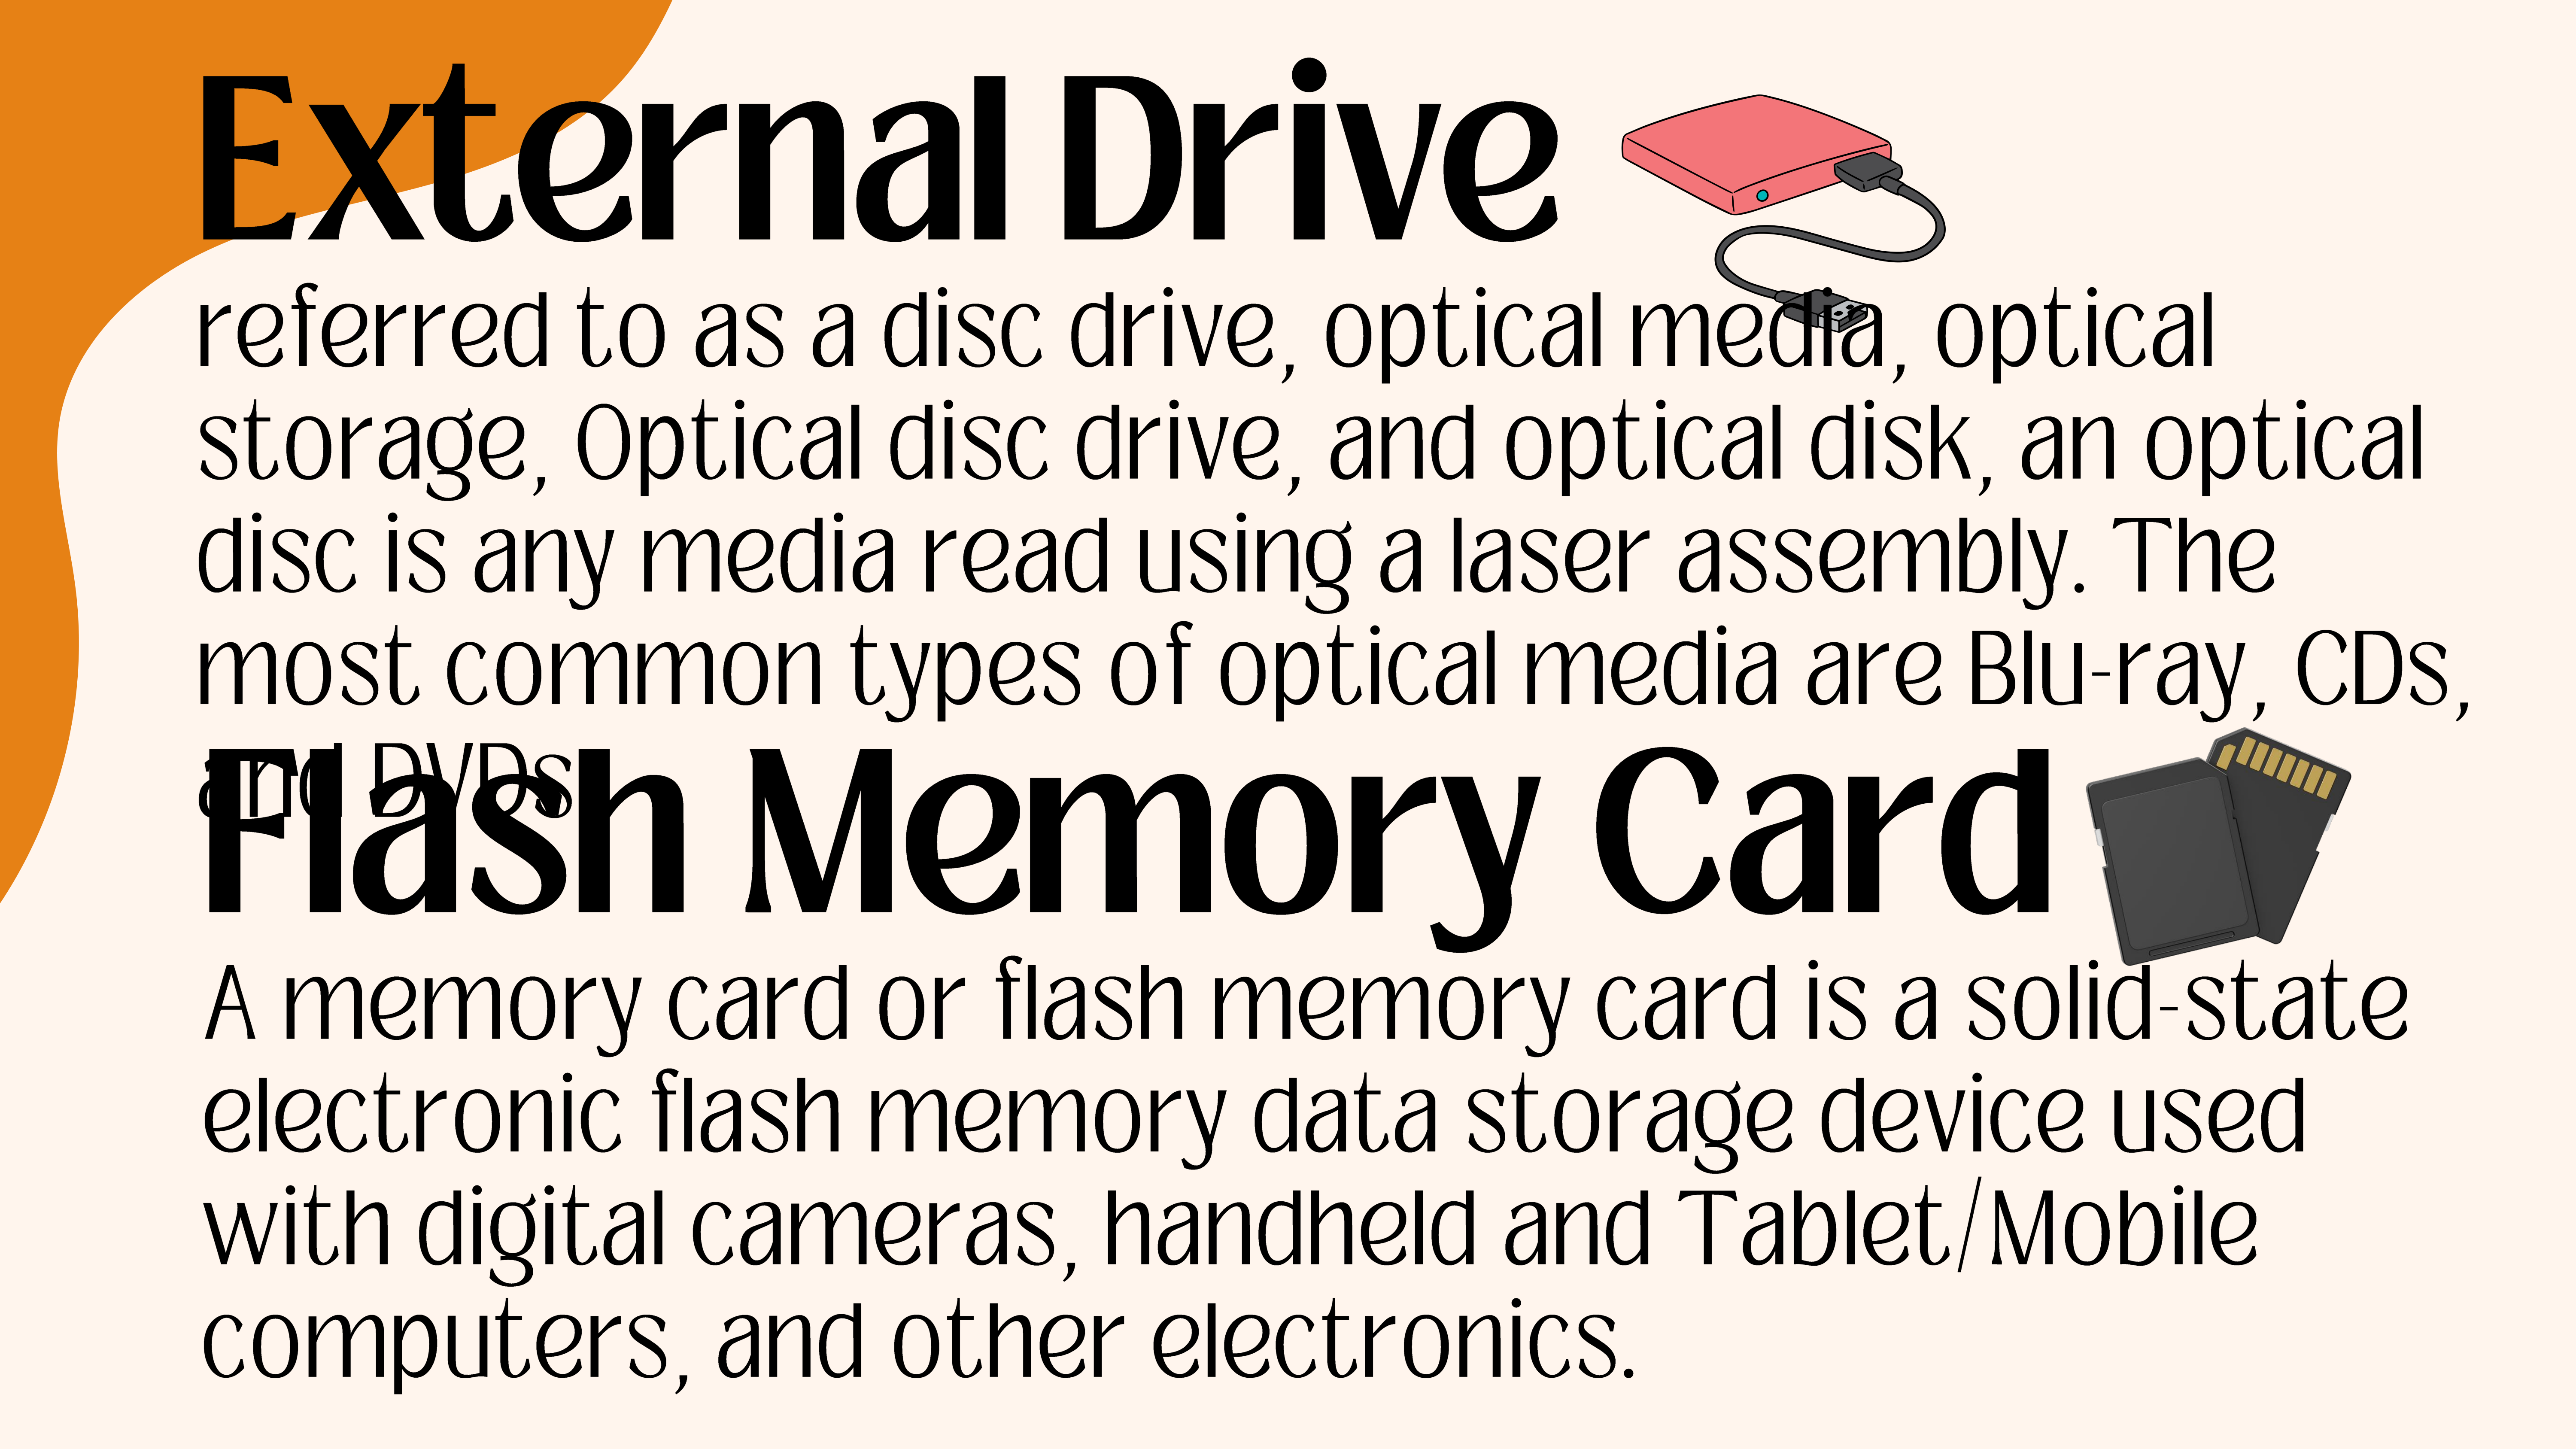 External Drive
referred to as a disc drive, optical media, optical
storage, Optical disc drive, and optical disk, an optical
disc is any media read using a laser assembly. The
most common types of optical media are Blu-ray, CDs,
and DVDs
Flash Memory Card
A memory card or flash memory card is a solid-state
electronic flash memory data storage device used
with digital cameras, handheld and Tablet/Mobile
computers, and other electronics.